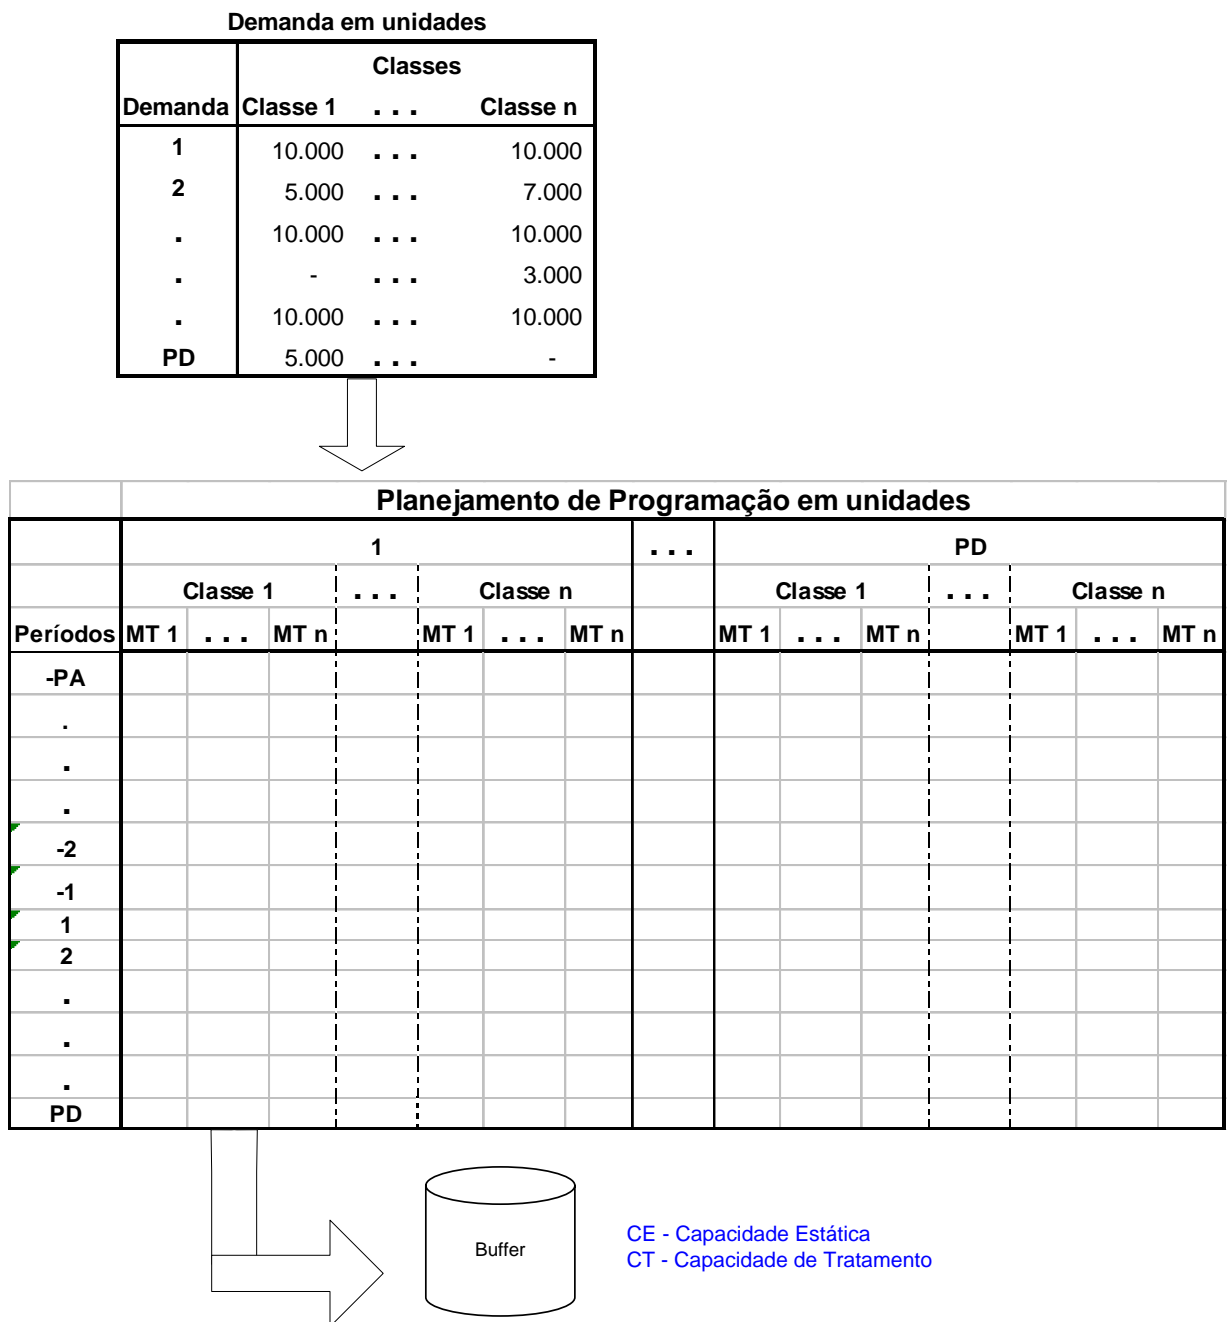 Demanda em unidades
Classes
Demanda Classe 1 . . . Classe n
1 10.000 . . . 10.000
2 5.000 . . . 7.000
. 10.000 . . . 10.000
. - . . . 3.000
. 10.000 . . . 10.000
PD 5.000 . . . -
Planejamento de Programação em unidades
1 . . . PD
Classe 1 . . . Classe n Classe 1 . . . Classe n
Períodos MT 1 . . . MT n MT 1 . . . MT n MT 1 . . . MT n MT 1 . . . MT n
-PA
.
.
.
-2
-1
1
2
.
.
.
PD
Buffer
CE - Capacidade Estática
CT - Capacidade de Tratamento